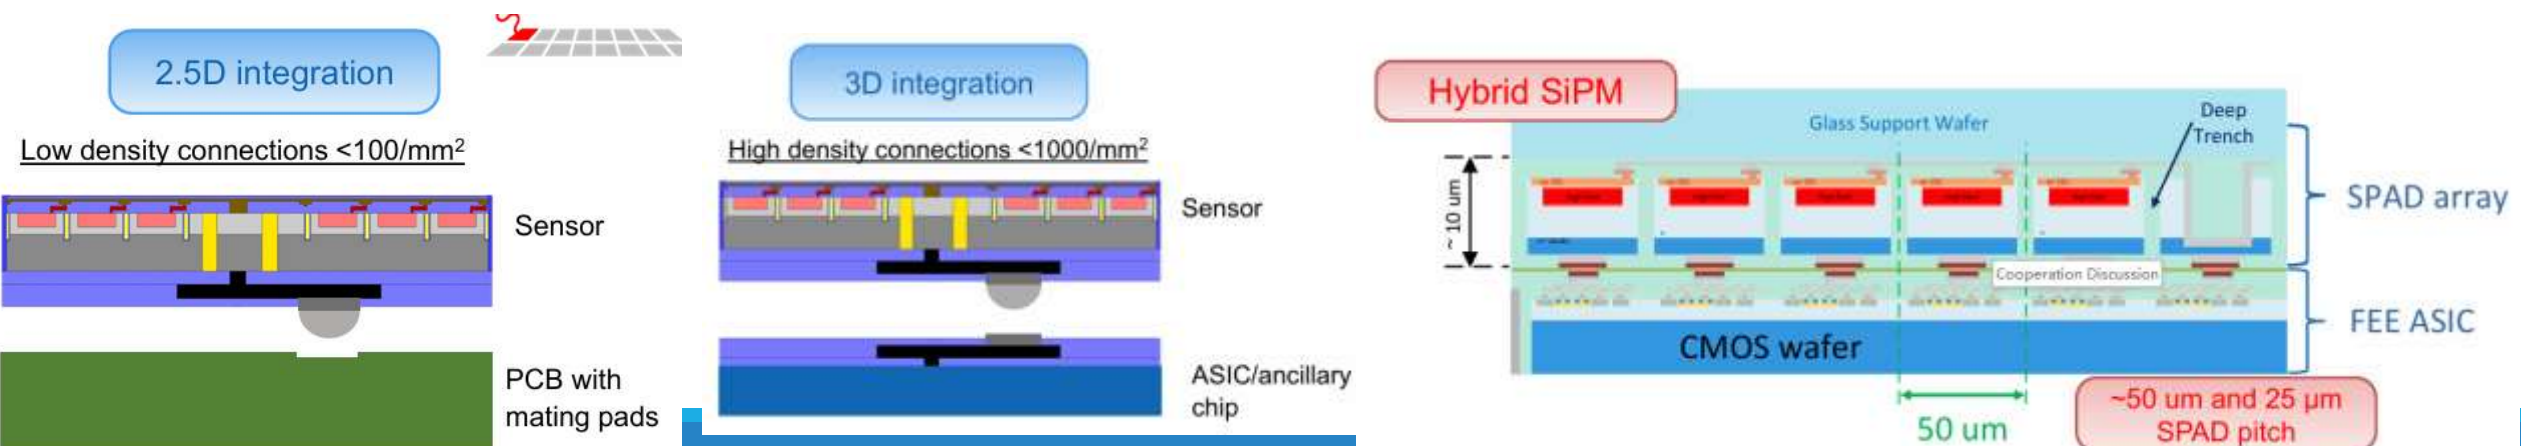 2.5D integration
Low density connections <100/mm²
Sensor
PCB with
mating pads
3D integration
High density connections <1000/mm²
Sensor
ASIC/ancillary
chip
Hybrid SiPM
Glass Support Wafer
Deep
Trench
~ 10 um
SPAD array
Cooperation Discussion
FEE ASIC
CMOS wafer
50 um
~50 um and 25 μm
SPAD pitch